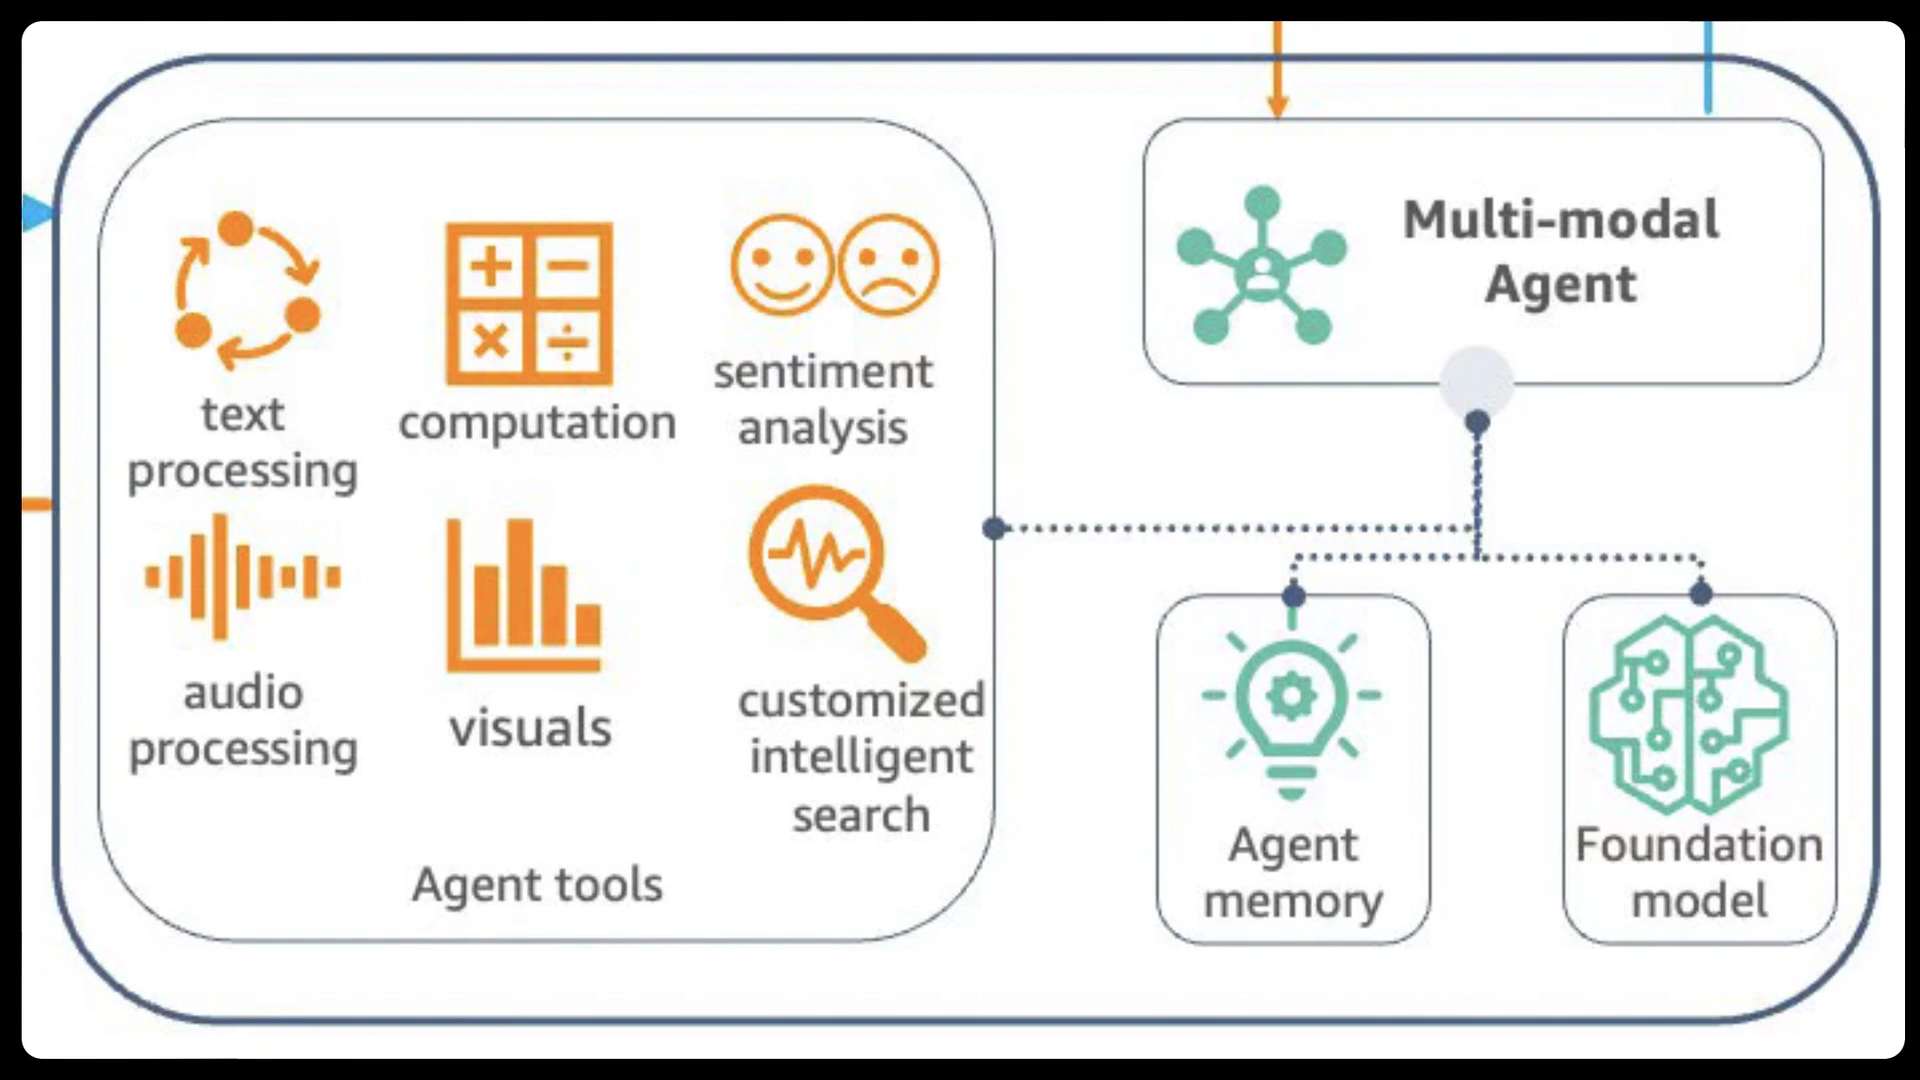 text
processing
computation
sentiment
analysis
audio
processing
visuals
customized
intelligent
search
Agent tools
Multi-modal
Agent
Agent
memory
Foundation
model